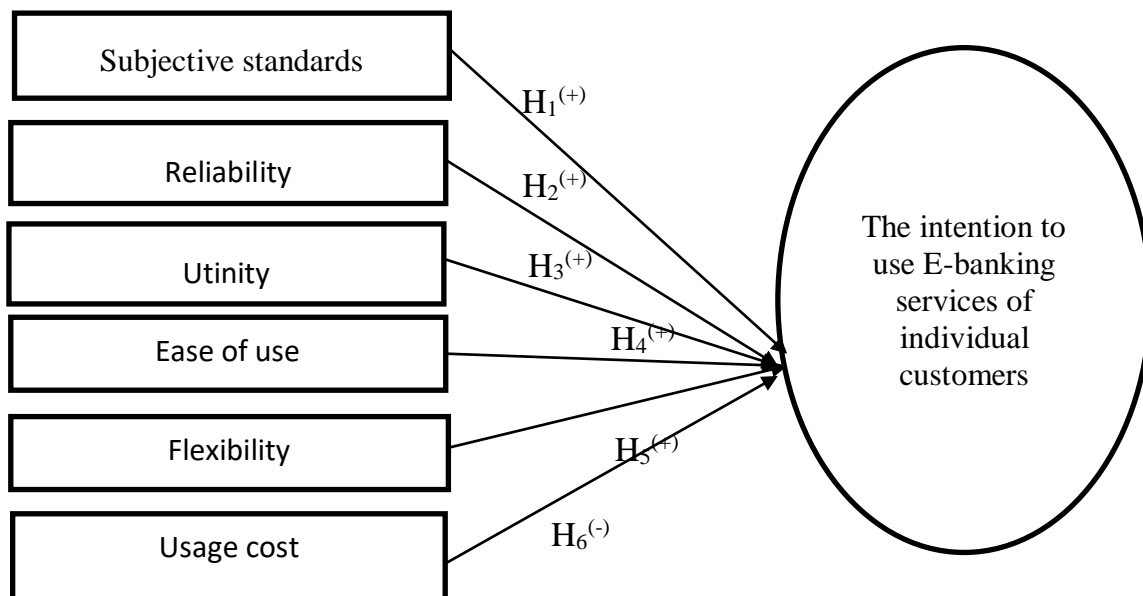 Subjective standards
H₁⁽⁺⁾
Reliability
H₂⁽⁺⁾
Utinity
H₃⁽⁺⁾
Ease of use
H₄⁽⁺⁾
Flexibility
H₅⁽⁺⁾
Usage cost
H₆⁽⁻⁾
The intention to
use E-banking
services of
individual
customers